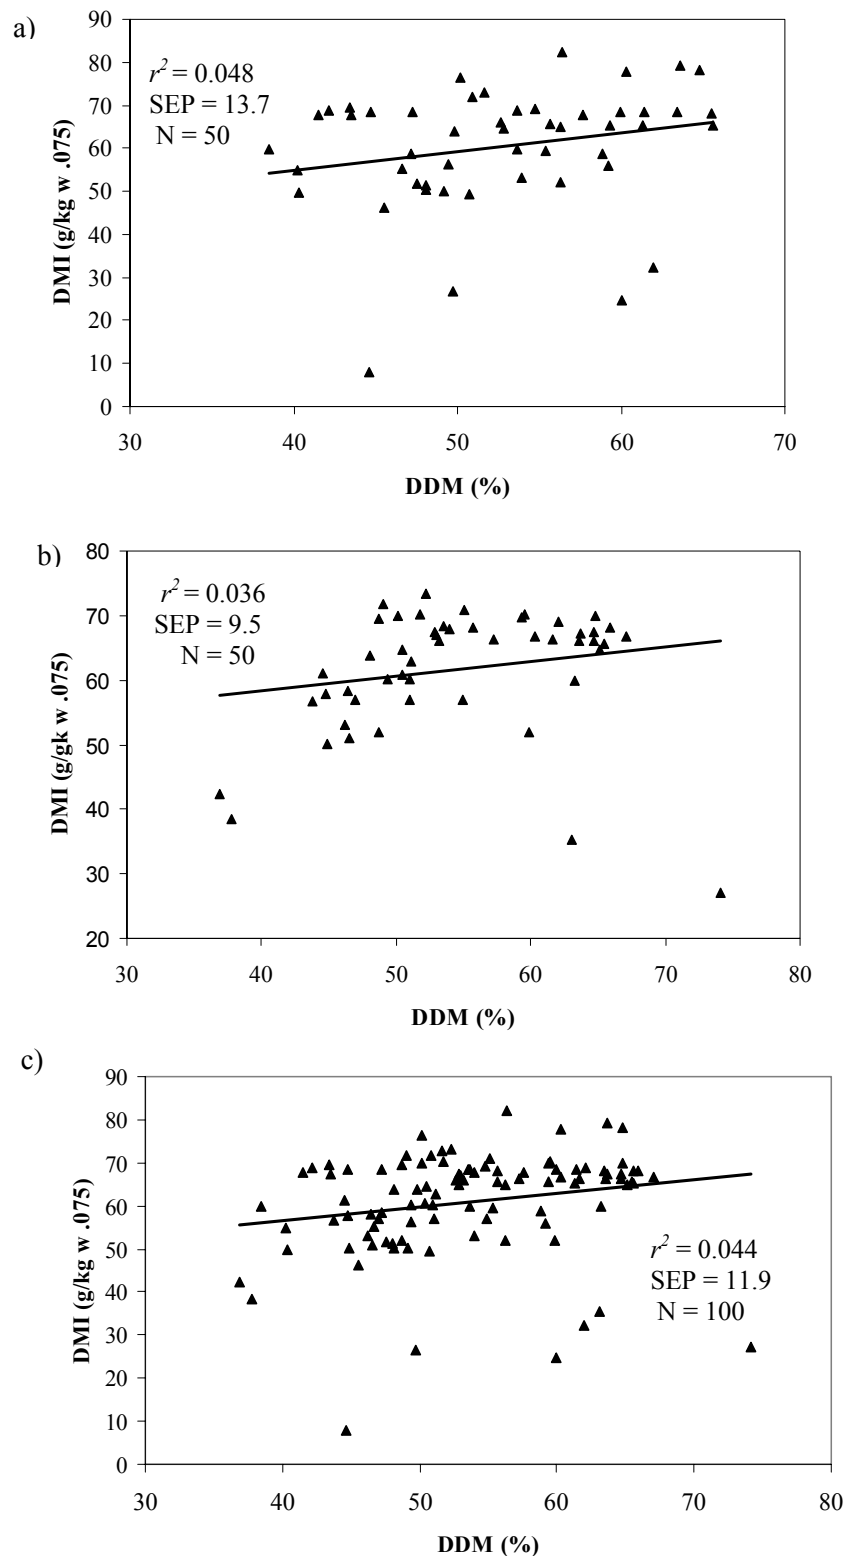 a)
90
80
70
60
50
40
30
20
10
0
DMI (g/kg w .075)
r² = 0.048
SEP = 13.7
N = 50
30 40 50 60 70
DDM (%)
b)
80
70
60
50
40
30
20
DMI (g/gk w .075)
r² = 0.036
SEP = 9.5
N = 50
30 40 50 60 70 80
DDM (%)
c)
90
80
70
60
50
40
30
20
10
0
DMI (g/kg w .075)
r² = 0.044
SEP = 11.9
N = 100
30 40 50 60 70 80
DDM (%)